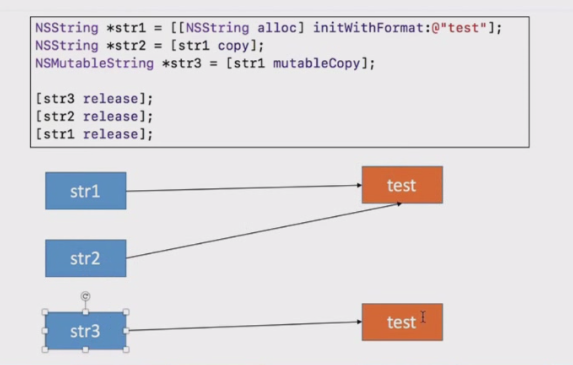 NSString *str1 = [[NSString alloc] initWithFormat:@"test"];
NSString *str2 = [str1 copy];
NSMutableString *str3 = [str1 mutableCopy];
[str3 release];
[str2 release];
[str1 release];
str1
test
str2
str3
test